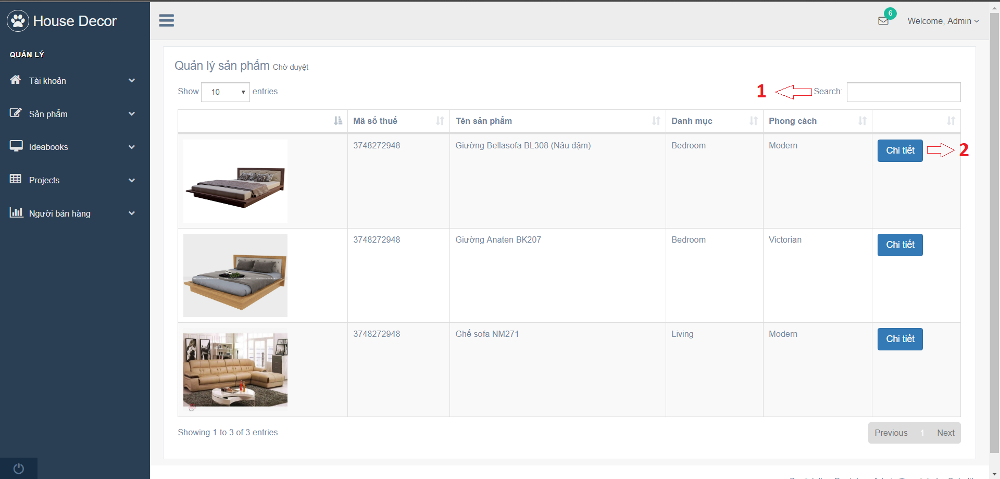 House Decor
6
Welcome, Admin
QUẢN LÝ
Tài khoản
Sản phẩm
Ideabooks
Projects
Người bán hàng
Quản lý sản phẩm Chờ duyệt
Show 10 entries
1
Search:
Mã số thuế Tên sản phẩm Danh mục Phong cách
3748272948 Giường Bellasofa BL308 (Nâu đậm) Bedroom Modern Chi tiết
2
3748272948 Giường Anaten BK207 Bedroom Victorian Chi tiết
3748272948 Ghế sofa NM271 Living Modern Chi tiết
Showing 1 to 3 of 3 entries
Previous 1 Next